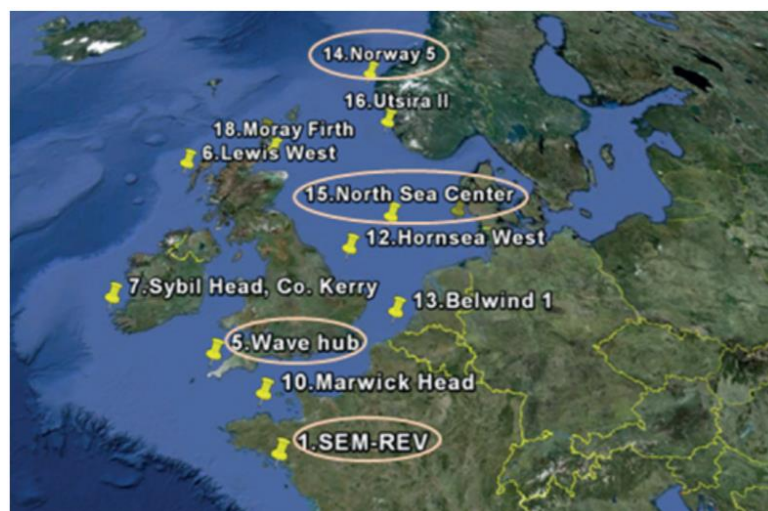 14.Norway 5
16.Utsira II
18.Moray Firth
6.Lewis West
15.North Sea Center
12.Hornsea West
7.Sybil Head, Co. Kerry
13.Belwind 1
5.Wave hub
10.Marwick Head
1.SEM-REV